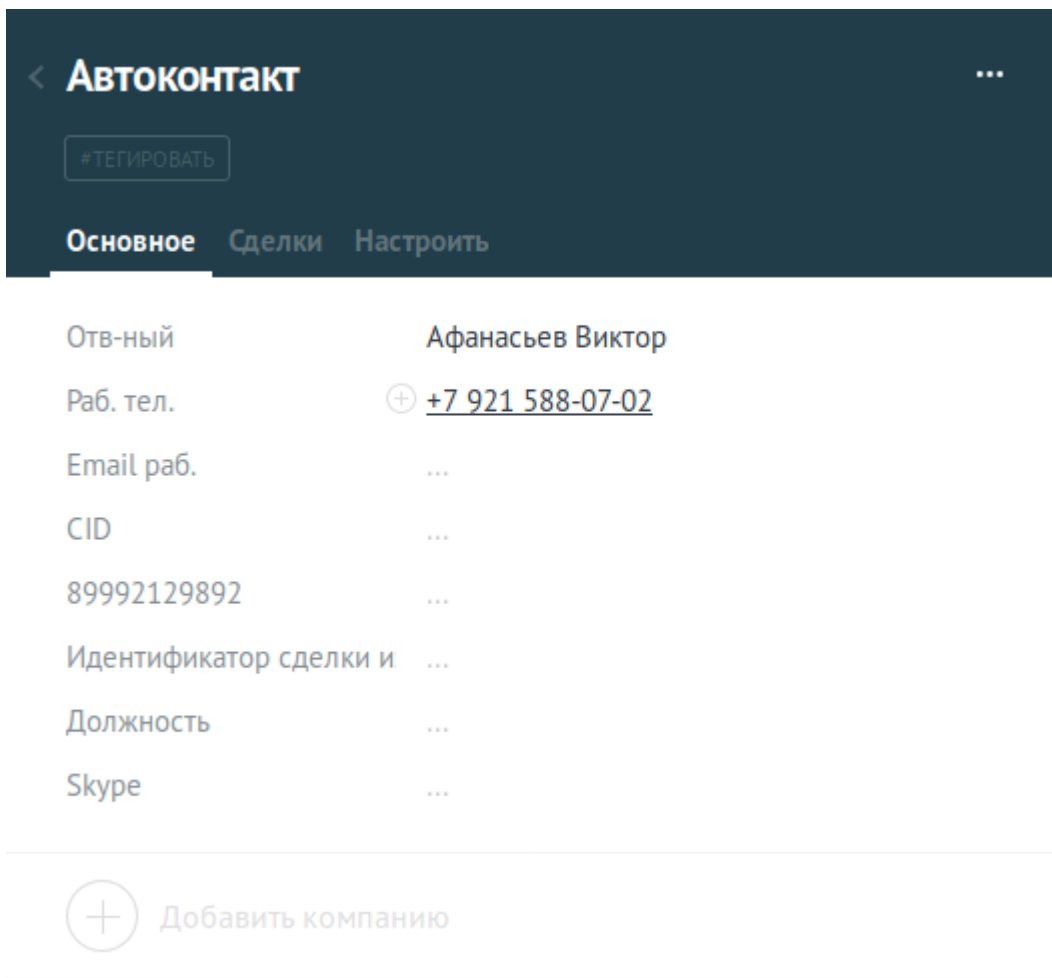 Автоконтакт
#ТЕГИРОВАТЬ
Основное Сделки Настроить
Отв-ный Афанасьев Виктор
Раб. тел. +7 921 588-07-02
Email раб. ...
CID ...
89992129892 ...
Идентификатор сделки и ...
Должность ...
Skype ...
Добавить компанию